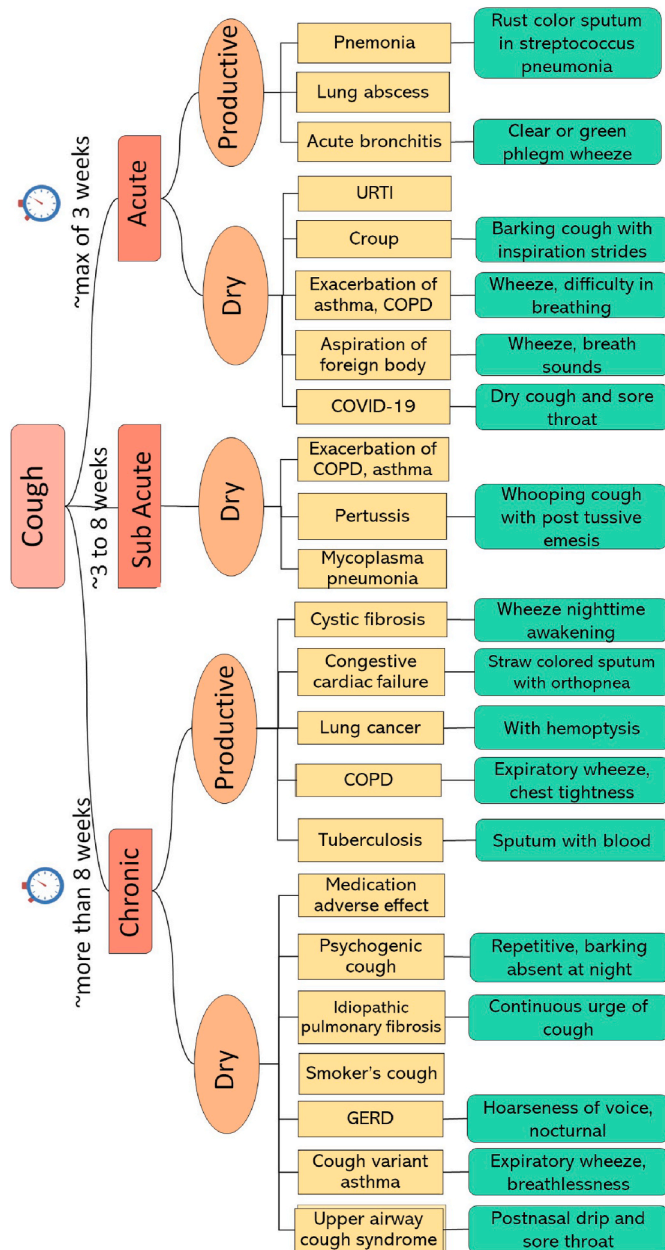 Cough
~max of 3 weeks
Acute
Productive
Pnemonia
Rust color sputum
in streptococcus
pneumonia
Lung abscess
Acute bronchitis
Clear or green
phlegm wheeze
Dry
URTI
Croup
Barking cough with
inspiration strides
Exacerbation of
asthma, COPD
Wheeze, difficulty in
breathing
Aspiration of
foreign body
Wheeze, breath
sounds
COVID-19
Dry cough and sore
throat
~3 to 8 weeks
Sub Acute
Dry
Exacerbation of
COPD, asthma
Pertussis
Whooping cough
with post tussive
emesis
Mycoplasma
pneumonia
~more than 8 weeks
Chronic
Productive
Cystic fibrosis
Wheeze nighttime
awakening
Congestive
cardiac failure
Straw colored sputum
with orthopnea
Lung cancer
With hemoptysis
COPD
Expiratory wheeze,
chest tightness
Tuberculosis
Sputum with blood
Dry
Medication
adverse effect
Psychogenic
cough
Repetitive, barking
absent at night
Idiopathic
pulmonary fibrosis
Continuous urge of
cough
Smoker's cough
GERD
Hoarseness of voice,
nocturnal
Cough variant
asthma
Expiratory wheeze,
breathlessness
Upper airway
cough syndrome
Postnasal drip and
sore throat